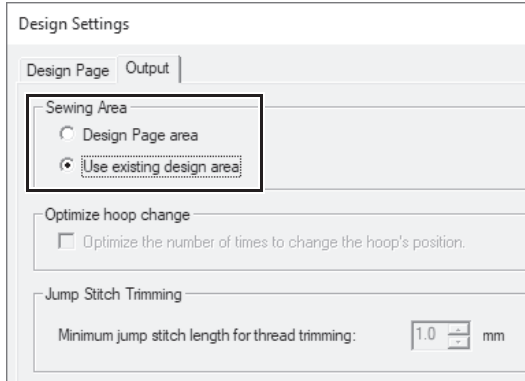 Design Settings
Design Page Output
Sewing Area
Design Page area
Use existing design area
Optimize hoop change
Optimize the number of times to change the hoop's position.
Jump Stitch Trimming
Minimum jump stitch length for thread trimming: 1.0 mm